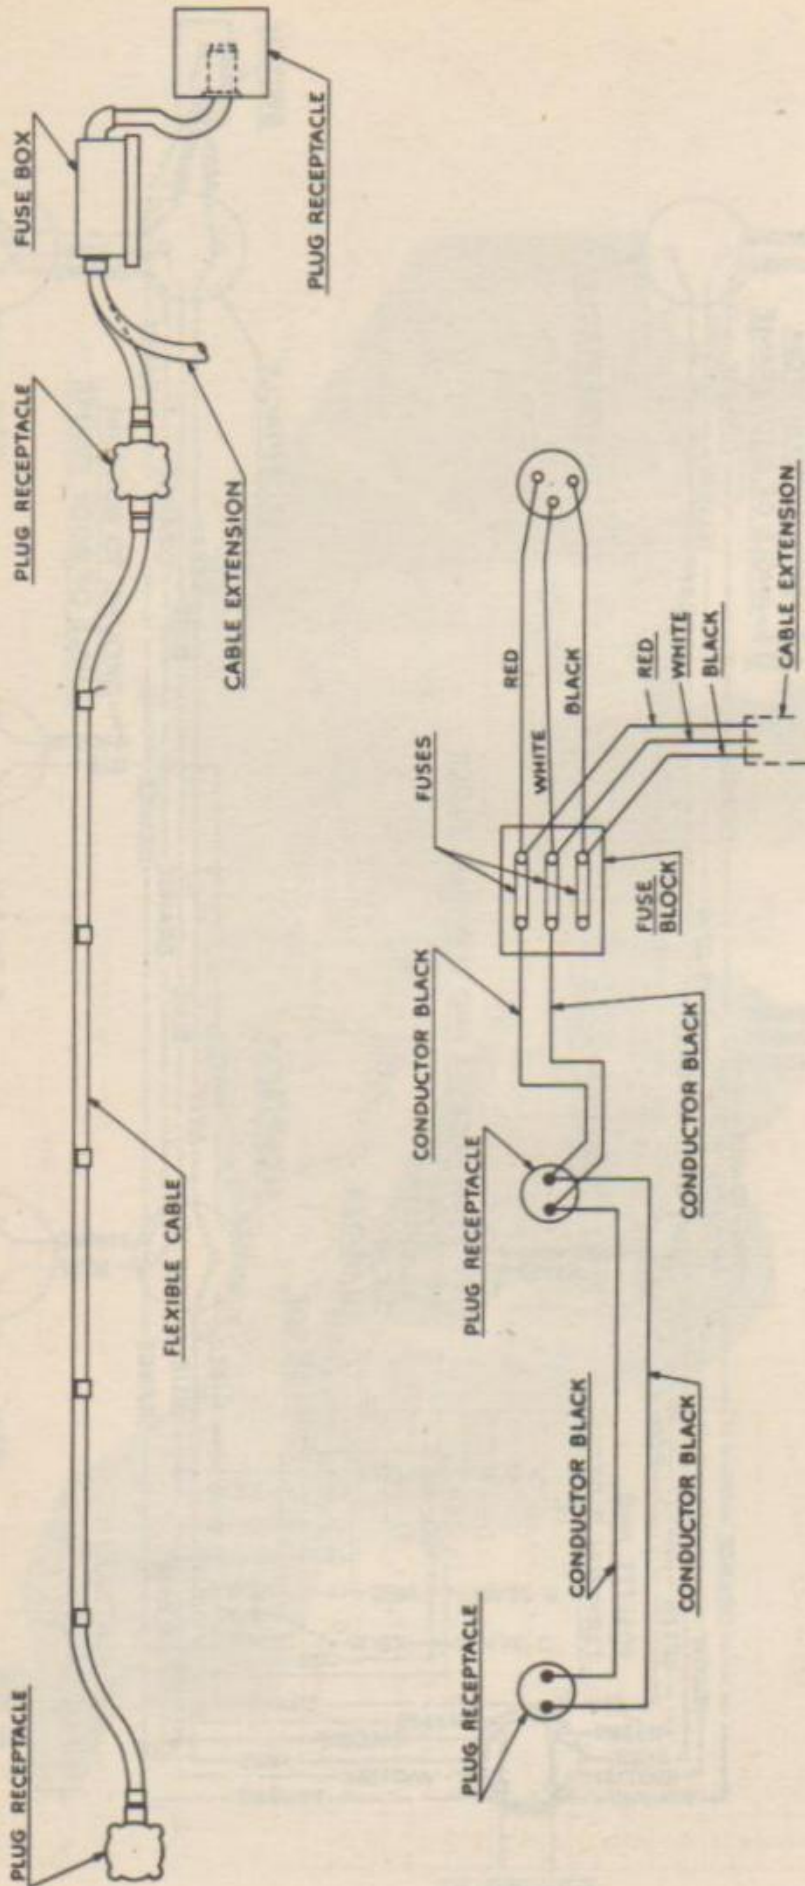 PLUG RECEPTACLE
PLUG RECEPTACLE
FUSE BOX
FLEXIBLE CABLE
CABLE EXTENSION
PLUG RECEPTACLE
PLUG RECEPTACLE
CONDUCTOR BLACK
CONDUCTOR BLACK
PLUG RECEPTACLE
CONDUCTOR BLACK
CONDUCTOR BLACK
FUSES
FUSE
BLOCK
RED
WHITE
BLACK
RED
WHITE
BLACK
CABLE EXTENSION